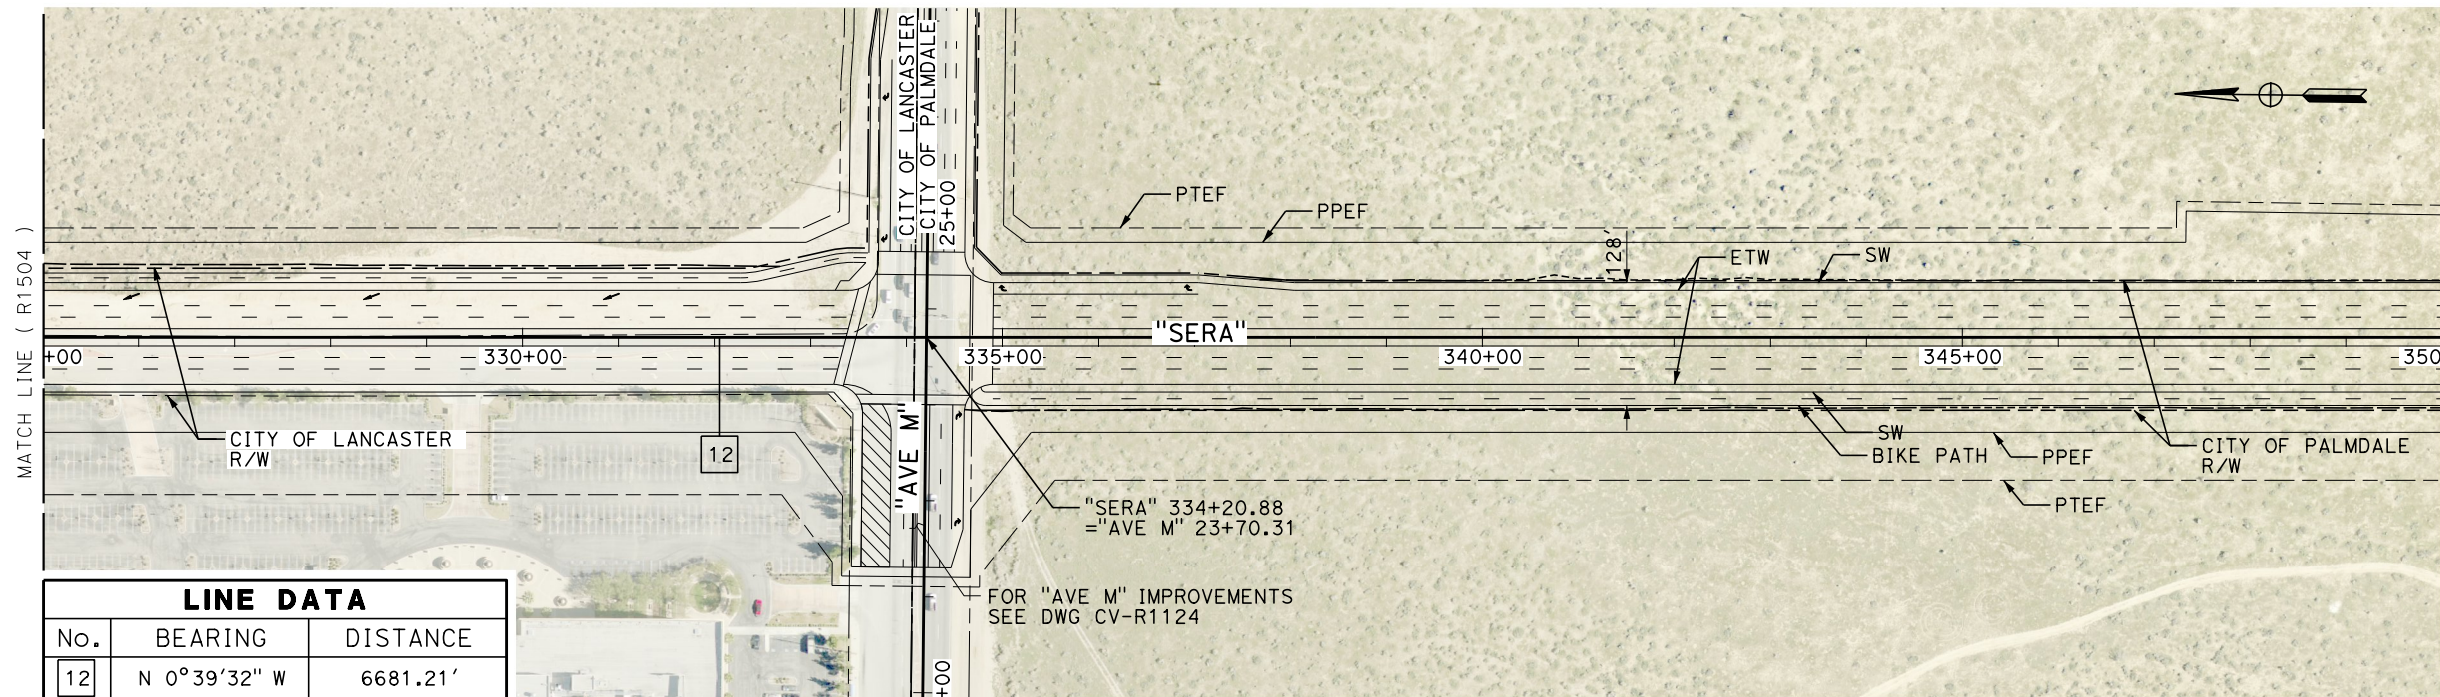 CITY OF LANCASTER
CITY OF PALMDALE
25+00
PTEF
PPEF
128'
ETW
SW
MATCH LINE ( R1504 )
"SERA"
+00
330+00
335+00
340+00
345+00
350
CITY OF LANCASTER
R/W
12
"AVE M"
SW
BIKE PATH
PPEF
CITY OF PALMDALE
R/W
PTEF
"SERA" 334+20.88
="AVE M" 23+70.31
FOR "AVE M" IMPROVEMENTS
SEE DWG CV-R1124
+00
LINE DATA
No. BEARING DISTANCE
12 N 0°39'32" W 6681.21'